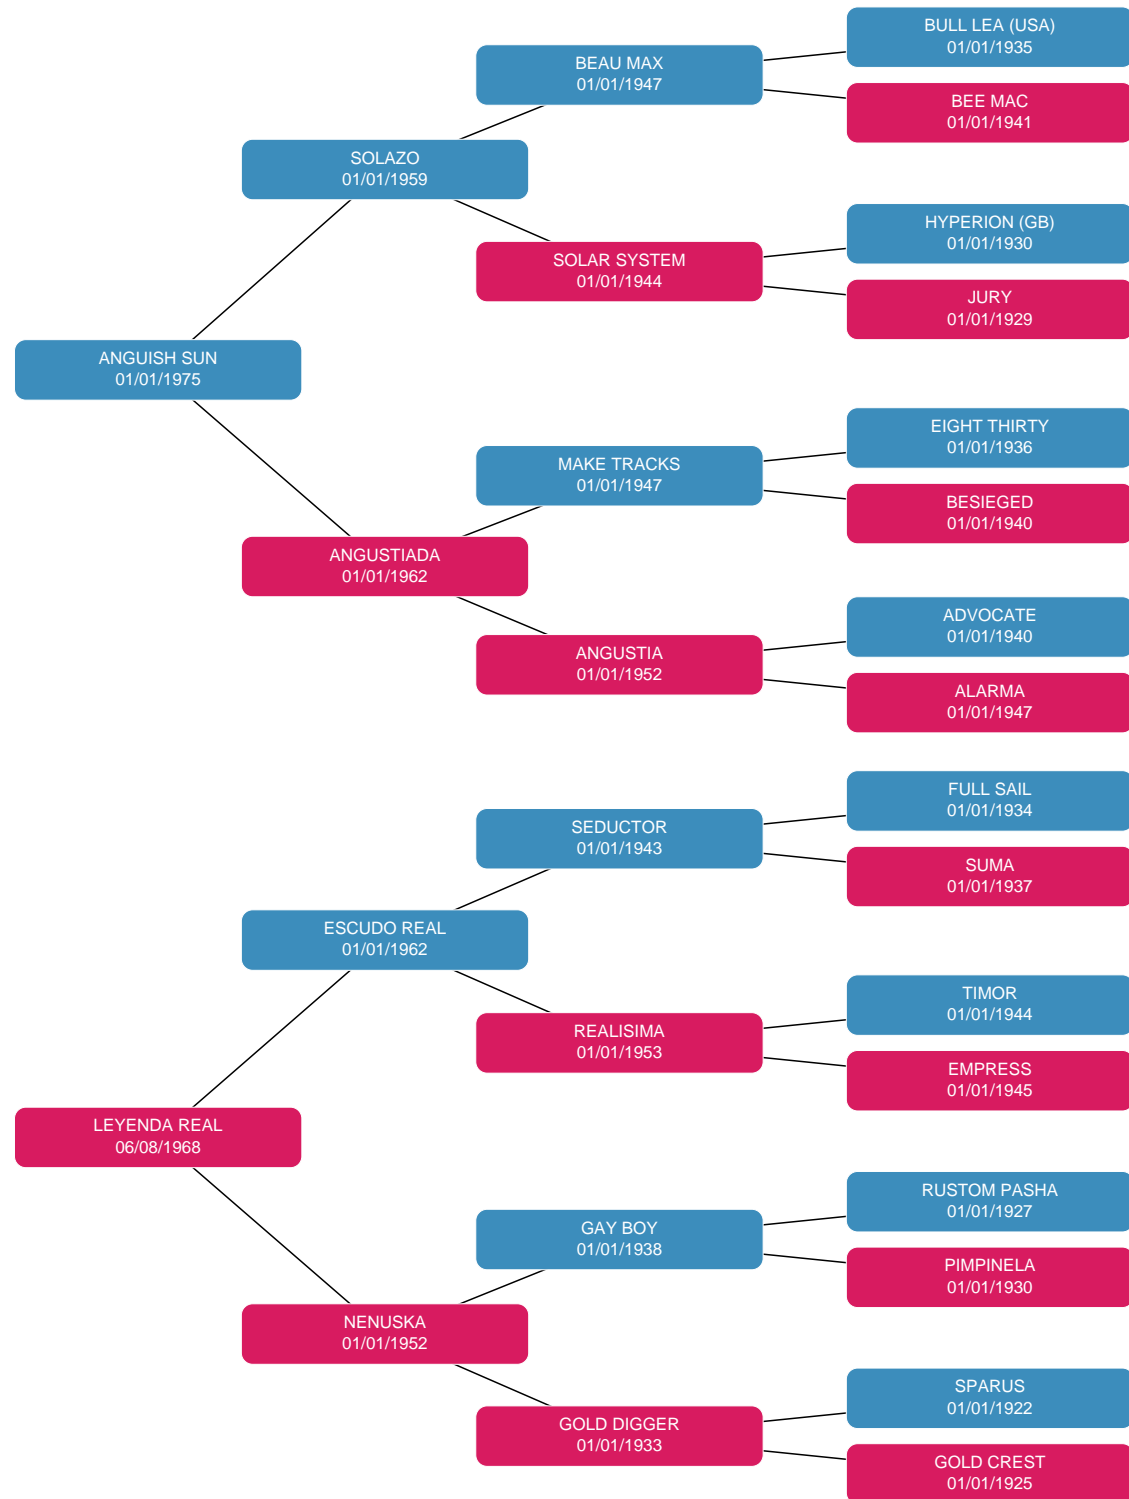 BULL LEA (USA)
01/01/1935
BEAU MAX
01/01/1947
BEE MAC
01/01/1941
SOLAZO
01/01/1959
HYPERION (GB)
01/01/1930
SOLAR SYSTEM
01/01/1944
JURY
01/01/1929
ANGUISH SUN
01/01/1975
EIGHT THIRTY
01/01/1936
MAKE TRACKS
01/01/1947
BESIEGED
01/01/1940
ANGUSTIADA
01/01/1962
ADVOCATE
01/01/1940
ANGUSTIA
01/01/1952
ALARMA
01/01/1947
FULL SAIL
01/01/1934
SEDUCTOR
01/01/1943
SUMA
01/01/1937
ESCUDO REAL
01/01/1962
TIMOR
01/01/1944
REALISIMA
01/01/1953
EMPRESS
01/01/1945
LEYENDA REAL
06/08/1968
RUSTOM PASHA
01/01/1927
GAY BOY
01/01/1938
PIMPINELA
01/01/1930
NENUSKA
01/01/1952
SPARUS
01/01/1922
GOLD DIGGER
01/01/1933
GOLD CREST
01/01/1925